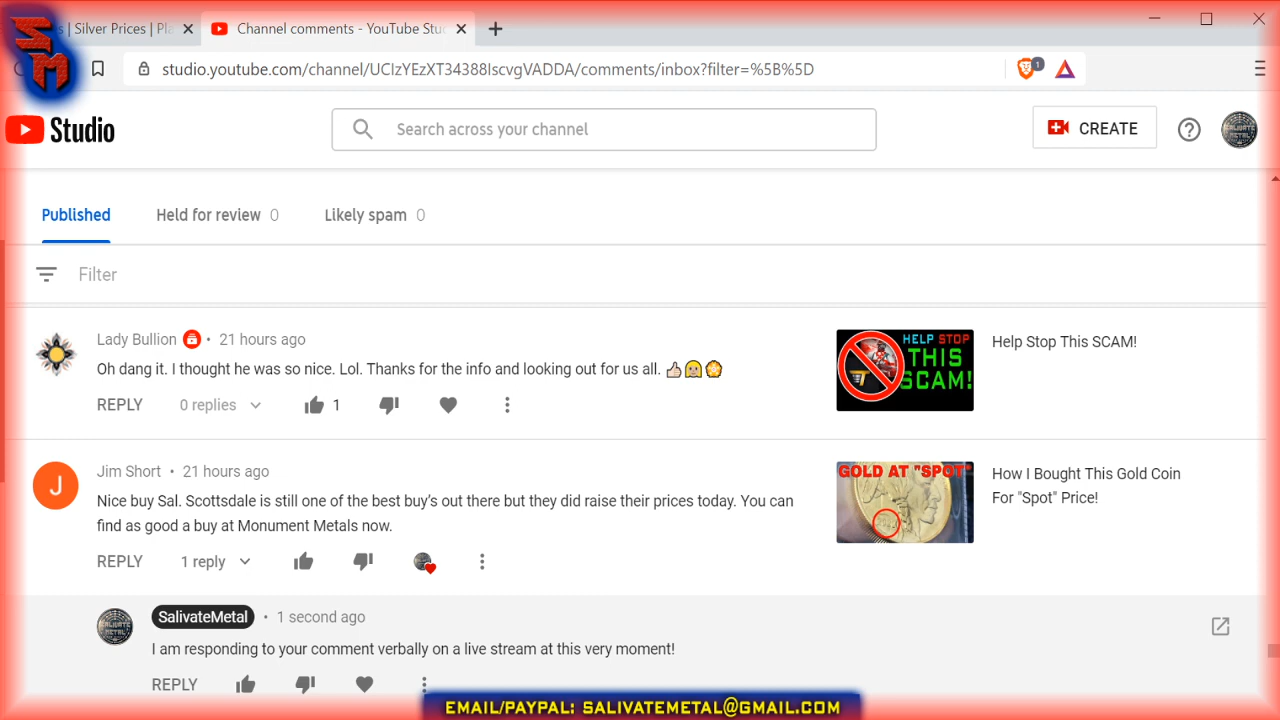 SM
s | Silver Prices | Pla
Channel comments - YouTube Stu
studio.youtube.com/channel/UCIzYEzXT34388IscvgVADDA/comments/inbox?filter=%5B%5D
1
Studio
Search across your channel
CREATE
Published
Held for review 0
Likely spam 0
Filter
Lady Bullion • 21 hours ago
Oh dang it. I thought he was so nice. Lol. Thanks for the info and looking out for us all. 👍🏻👩🏼🌼
REPLY 0 replies 1
HELP STOP
THIS
SCAM!
Help Stop This SCAM!
J
Jim Short • 21 hours ago
Nice buy Sal. Scottsdale is still one of the best buy's out there but they did raise their prices today. You can
find as good a buy at Monument Metals now.
REPLY 1 reply
GOLD AT "SPOT"
How I Bought This Gold Coin
For "Spot" Price!
SalivateMetal • 1 second ago
I am responding to your comment verbally on a live stream at this very moment!
REPLY
EMAIL/PAYPAL: SALIVATEMETAL@GMAIL.COM